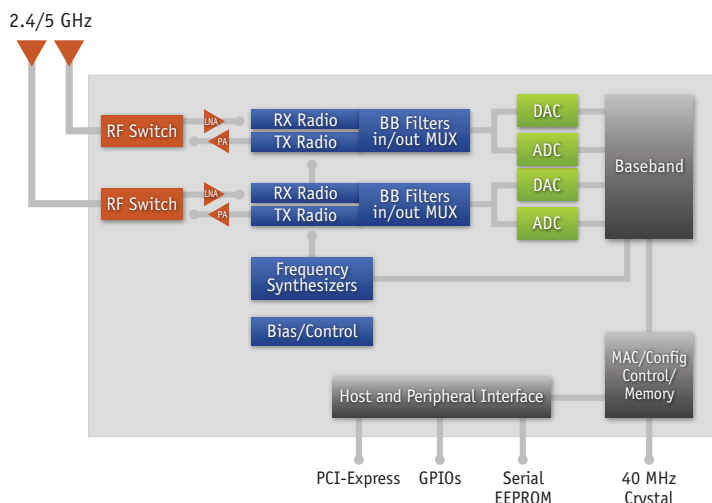 2.4/5 GHz
RF Switch
LNA
PA
RX Radio
TX Radio
BB Filters
in/out MUX
DAC
ADC
Baseband
RF Switch
LNA
PA
RX Radio
TX Radio
BB Filters
in/out MUX
DAC
ADC
Frequency
Synthesizers
Bias/Control
MAC/Config
Control/
Memory
Host and Peripheral Interface
PCI-Express
GPIOs
Serial
EEPROM
40 MHz
Crystal